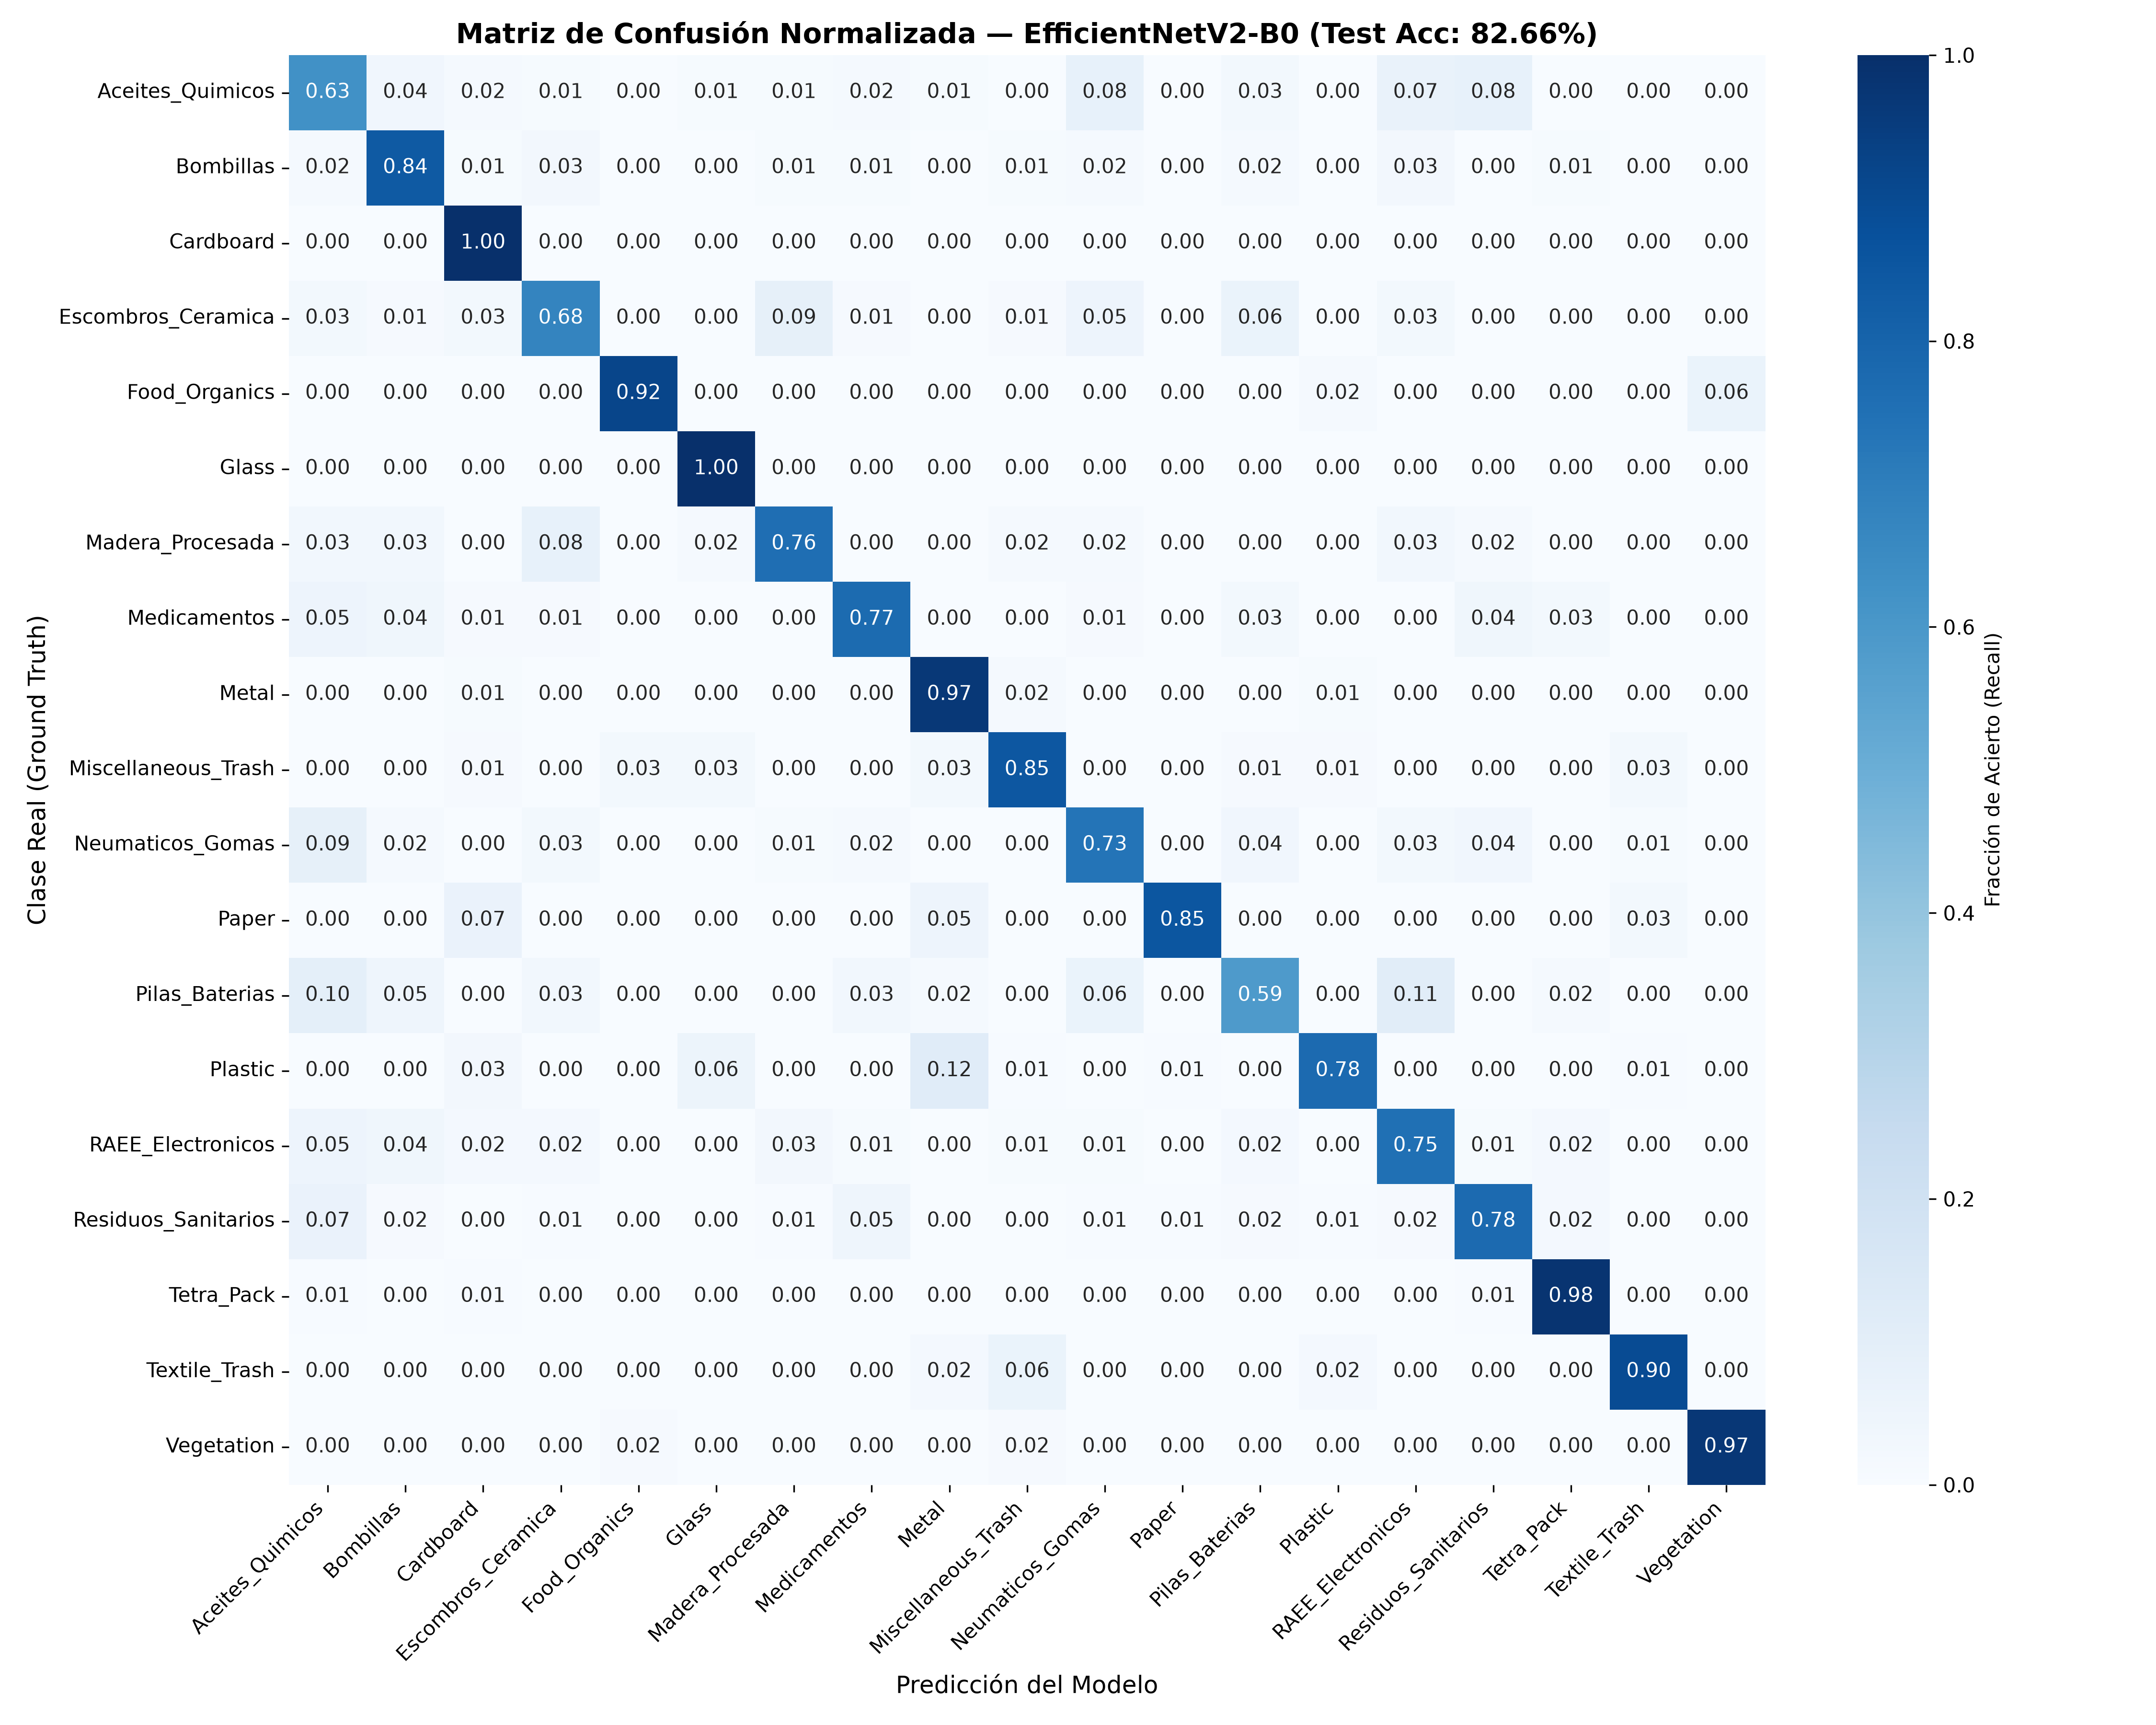 Matriz de Confusión Normalizada — EfficientNetV2-B0 (Test Acc: 82.66%)
Clase Real (Ground Truth)
Aceites_Quimicos 0.63 0.04 0.02 0.01 0.00 0.01 0.01 0.02 0.01 0.00 0.08 0.00 0.03 0.00 0.07 0.08 0.00 0.00 0.00
Bombillas 0.02 0.84 0.01 0.03 0.00 0.00 0.01 0.01 0.00 0.01 0.02 0.00 0.02 0.00 0.03 0.00 0.01 0.00 0.00
Cardboard 0.00 0.00 1.00 0.00 0.00 0.00 0.00 0.00 0.00 0.00 0.00 0.00 0.00 0.00 0.00 0.00 0.00 0.00 0.00
Escombros_Ceramica 0.03 0.01 0.03 0.68 0.00 0.00 0.09 0.01 0.00 0.01 0.05 0.00 0.06 0.00 0.03 0.00 0.00 0.00 0.00
Food_Organics 0.00 0.00 0.00 0.00 0.92 0.00 0.00 0.00 0.00 0.00 0.00 0.00 0.00 0.02 0.00 0.00 0.00 0.00 0.06
Glass 0.00 0.00 0.00 0.00 0.00 1.00 0.00 0.00 0.00 0.00 0.00 0.00 0.00 0.00 0.00 0.00 0.00 0.00 0.00
Madera_Procesada 0.03 0.03 0.00 0.08 0.00 0.02 0.76 0.00 0.00 0.02 0.02 0.00 0.00 0.00 0.03 0.02 0.00 0.00 0.00
Medicamentos 0.05 0.04 0.01 0.01 0.00 0.00 0.00 0.77 0.00 0.00 0.01 0.00 0.03 0.00 0.00 0.04 0.03 0.00 0.00
Metal 0.00 0.00 0.01 0.00 0.00 0.00 0.00 0.00 0.97 0.02 0.00 0.00 0.00 0.01 0.00 0.00 0.00 0.00 0.00
Miscellaneous_Trash 0.00 0.00 0.01 0.00 0.03 0.03 0.00 0.00 0.03 0.85 0.00 0.00 0.01 0.01 0.00 0.00 0.00 0.03 0.00
Neumaticos_Gomas 0.09 0.02 0.00 0.03 0.00 0.00 0.01 0.02 0.00 0.00 0.73 0.00 0.04 0.00 0.03 0.04 0.00 0.01 0.00
Paper 0.00 0.00 0.07 0.00 0.00 0.00 0.00 0.00 0.05 0.00 0.00 0.85 0.00 0.00 0.00 0.00 0.00 0.03 0.00
Pilas_Baterias 0.10 0.05 0.00 0.03 0.00 0.00 0.00 0.03 0.02 0.00 0.06 0.00 0.59 0.00 0.11 0.00 0.02 0.00 0.00
Plastic 0.00 0.00 0.03 0.00 0.00 0.06 0.00 0.00 0.12 0.01 0.00 0.01 0.00 0.78 0.00 0.00 0.00 0.01 0.00
RAEE_Electronicos 0.05 0.04 0.02 0.02 0.00 0.00 0.03 0.01 0.00 0.01 0.01 0.00 0.02 0.00 0.75 0.01 0.02 0.00 0.00
Residuos_Sanitarios 0.07 0.02 0.00 0.01 0.00 0.00 0.01 0.05 0.00 0.00 0.01 0.01 0.02 0.01 0.02 0.78 0.02 0.00 0.00
Tetra_Pack 0.01 0.00 0.01 0.00 0.00 0.00 0.00 0.00 0.00 0.00 0.00 0.00 0.00 0.00 0.00 0.01 0.98 0.00 0.00
Textile_Trash 0.00 0.00 0.00 0.00 0.00 0.00 0.00 0.00 0.02 0.06 0.00 0.00 0.00 0.02 0.00 0.00 0.00 0.90 0.00
Vegetation 0.00 0.00 0.00 0.00 0.02 0.00 0.00 0.00 0.00 0.02 0.00 0.00 0.00 0.00 0.00 0.00 0.00 0.00 0.97
Aceites_Quimicos
Bombillas
Cardboard
Escombros_Ceramica
Food_Organics
Glass
Madera_Procesada
Medicamentos
Metal
Miscellaneous_Trash
Neumaticos_Gomas
Paper
Pilas_Baterias
Plastic
RAEE_Electronicos
Residuos_Sanitarios
Tetra_Pack
Textile_Trash
Vegetation
Predicción del Modelo
1.0
0.8
0.6
0.4
0.2
0.0
Fracción de Acierto (Recall)